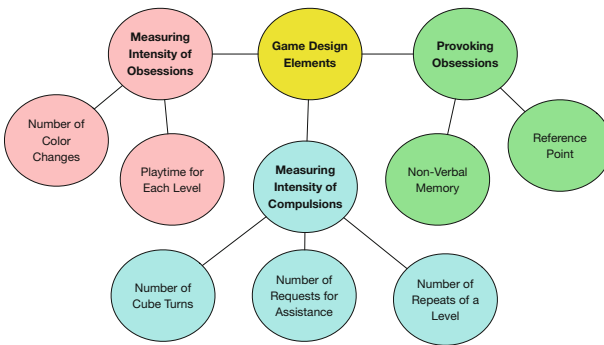 Measuring
Intensity of
Obsessions
Game Design
Elements
Provoking
Obsessions
Number of
Color
Changes
Playtime for
Each Level
Measuring
Intensity of
Compulsions
Non-Verbal
Memory
Reference
Point
Number of
Cube Turns
Number of
Requests for
Assistance
Number of
Repeats of a
Level